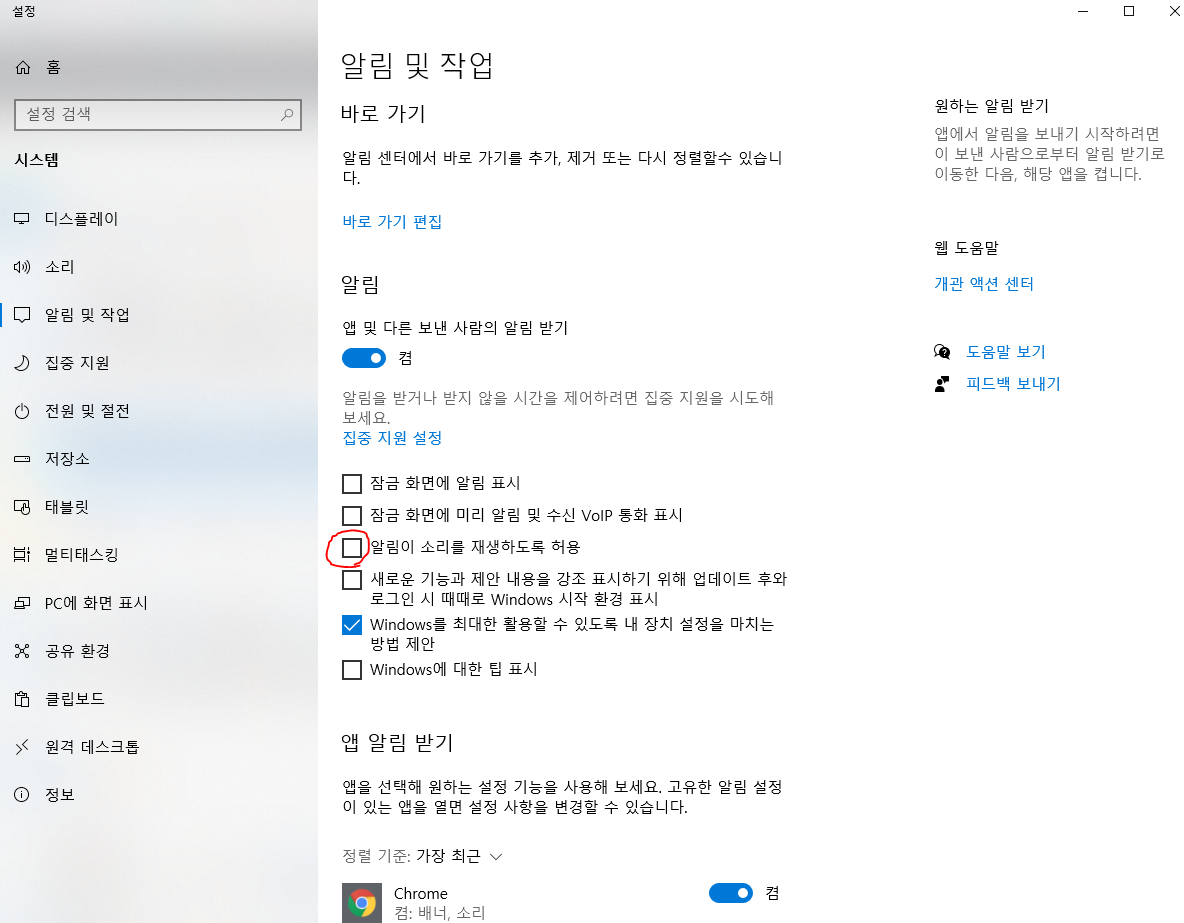 설정
홈
설정 검색
시스템
디스플레이
소리
알림 및 작업
집중 지원
전원 및 절전
저장소
태블릿
멀티태스킹
PC에 화면 표시
공유 환경
클립보드
원격 데스크톱
정보
알림 및 작업
바로 가기
알림 센터에서 바로 가기를 추가, 제거 또는 다시 정렬할수 있습니
다.
바로 가기 편집
알림
앱 및 다른 보낸 사람의 알림 받기
켬
알림을 받거나 받지 않을 시간을 제어하려면 집중 지원을 시도해
보세요.
집중 지원 설정
잠금 화면에 알림 표시
잠금 화면에 미리 알림 및 수신 VoIP 통화 표시
알림이 소리를 재생하도록 허용
새로운 기능과 제안 내용을 강조 표시하기 위해 업데이트 후와
로그인 시 때때로 Windows 시작 환경 표시
Windows를 최대한 활용할 수 있도록 내 장치 설정을 마치는
방법 제안
Windows에 대한 팁 표시
앱 알림 받기
앱을 선택해 원하는 설정 기능을 사용해 보세요. 고유한 알림 설정
이 있는 앱을 열면 설정 사항을 변경할 수 있습니다.
정렬 기준: 가장 최근
Chrome
켬
켬: 배너, 소리
원하는 알림 받기
앱에서 알림을 보내기 시작하려면
이 보낸 사람으로부터 알림 받기로
이동한 다음, 해당 앱을 켭니다.
웹 도움말
개관 액션 센터
도움말 보기
피드백 보내기